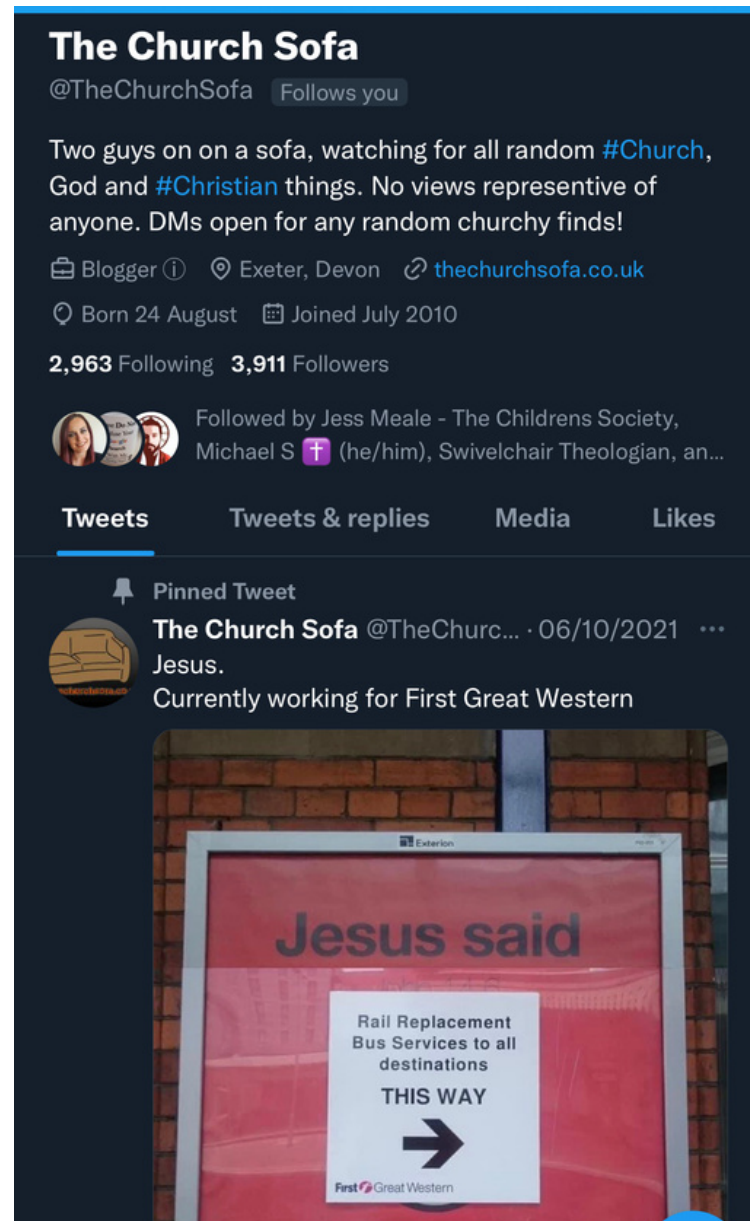 The Church Sofa
@TheChurchSofa Follows you
Two guys on on a sofa, watching for all random #Church,
God and #Christian things. No views representive of
anyone. DMs open for any random churchy finds!
Blogger Exeter, Devon thechurchsofa.co.uk
Born 24 August Joined July 2010
2,963 Following 3,911 Followers
Followed by Jess Meale - The Childrens Society,
Michael S ✝️ (he/him), Swivelchair Theologian, an...
Tweets Tweets & replies Media Likes
Pinned Tweet
The Church Sofa @TheChurc... · 06/10/2021 ···
Jesus.
Currently working for First Great Western
Exterion
Jesus said
John 14:6
Rail Replacement
Bus Services to all
destinations
THIS WAY
First Great Western